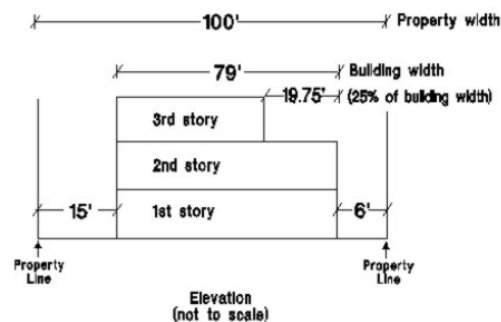 100' Property width
79' Building width
19.75' (25% of building width)
3rd story
2nd story
15' 1st story 6'
Property Line
Property Line
Elevation
(not to scale)